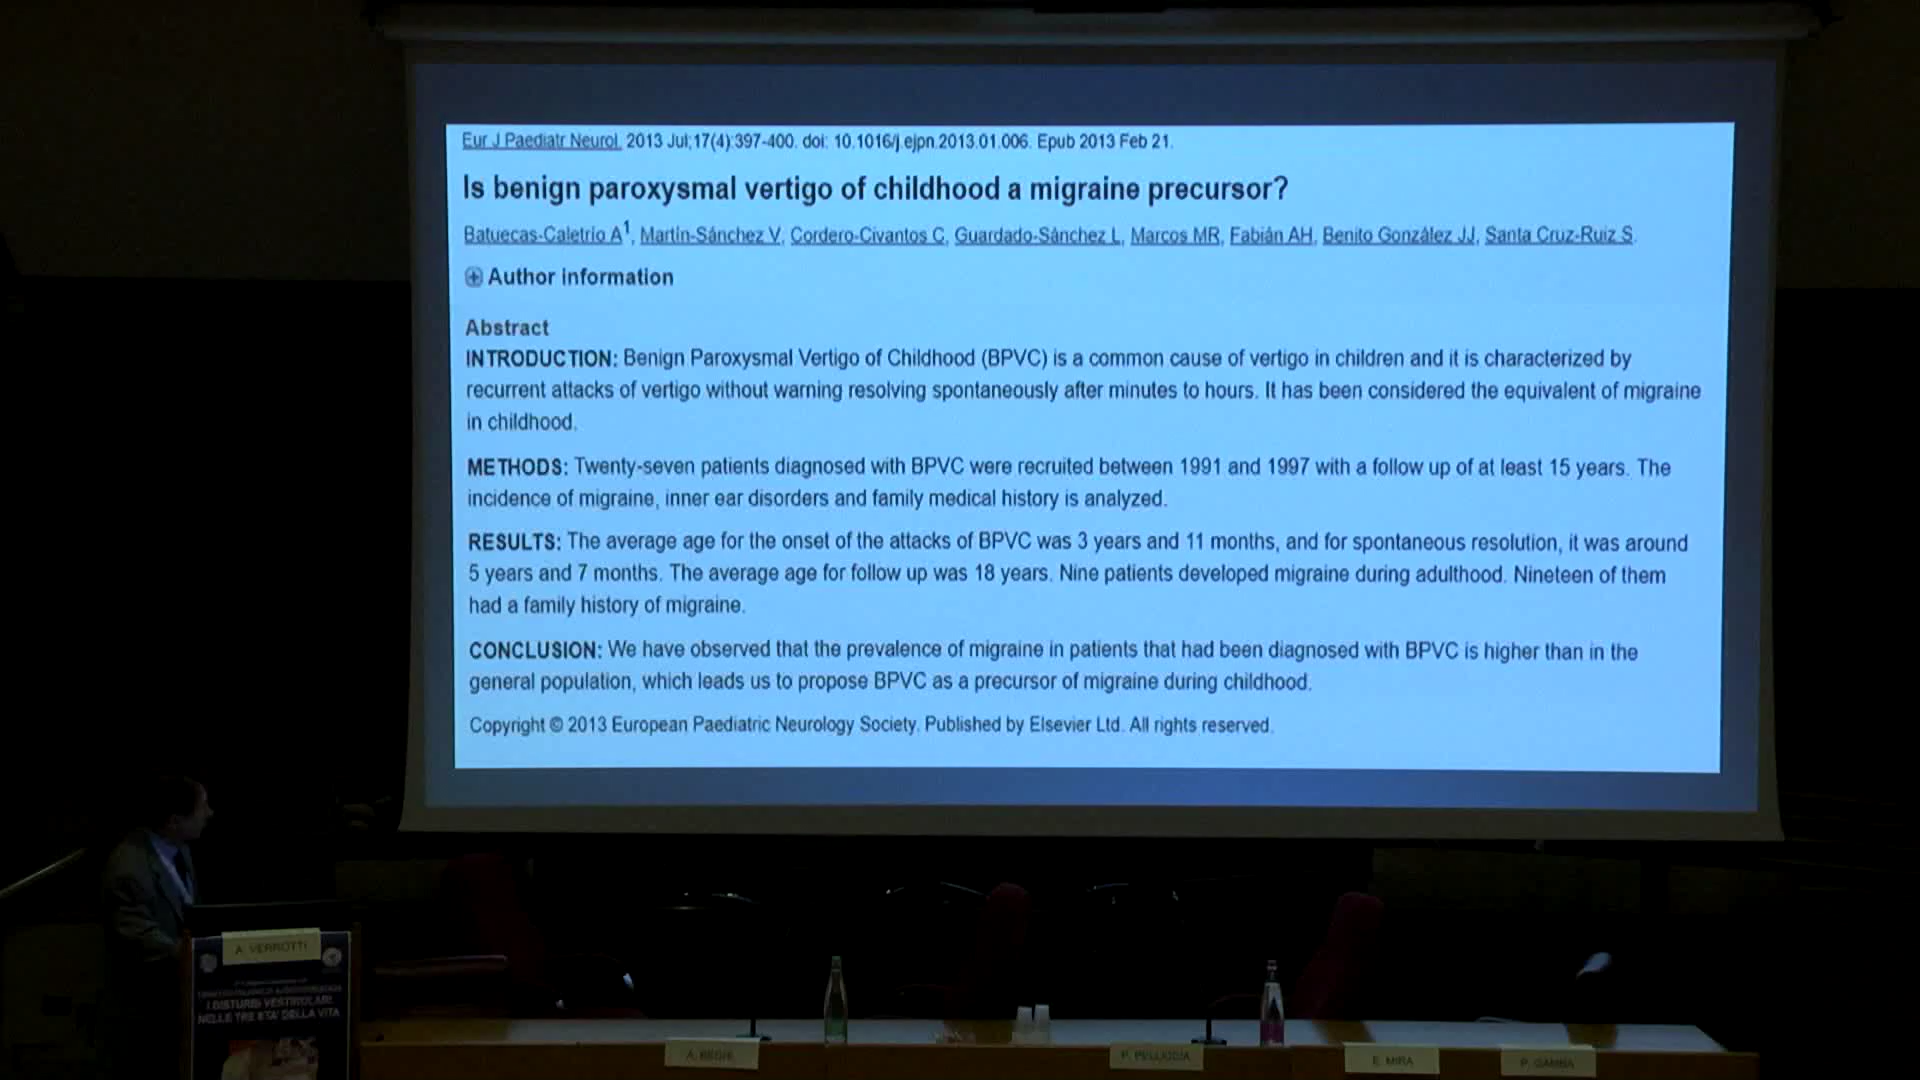 Eur J Paediatr Neurol. 2013 Jul;17(4):397-400. doi: 10.1016/j.ejpn.2013.01.006. Epub 2013 Feb 21.
Is benign paroxysmal vertigo of childhood a migraine precursor?
Batuecas-Caletrio A1, Martín-Sánchez V, Cordero-Civantos C, Guardado-Sánchez L, Marcos MR, Fabián AH, Benito González JJ, Santa Cruz-Ruiz S.
Author information
Abstract
INTRODUCTION: Benign Paroxysmal Vertigo of Childhood (BPVC) is a common cause of vertigo in children and it is characterized by
recurrent attacks of vertigo without warning resolving spontaneously after minutes to hours. It has been considered the equivalent of migraine
in childhood.
METHODS: Twenty-seven patients diagnosed with BPVC were recruited between 1991 and 1997 with a follow up of at least 15 years. The
incidence of migraine, inner ear disorders and family medical history is analyzed.
RESULTS: The average age for the onset of the attacks of BPVC was 3 years and 11 months, and for spontaneous resolution, it was around
5 years and 7 months. The average age for follow up was 18 years. Nine patients developed migraine during adulthood. Nineteen of them
had a family history of migraine.
CONCLUSION: We have observed that the prevalence of migraine in patients that had been diagnosed with BPVC is higher than in the
general population, which leads us to propose BPVC as a precursor of migraine during childhood.
Copyright © 2013 European Paediatric Neurology Society. Published by Elsevier Ltd. All rights reserved.
A. VERROTTI
I DISTURBI VESTIBOLARI
NELLE TRE ETA' DELLA VITA
E. MIRA
P. GAMBA